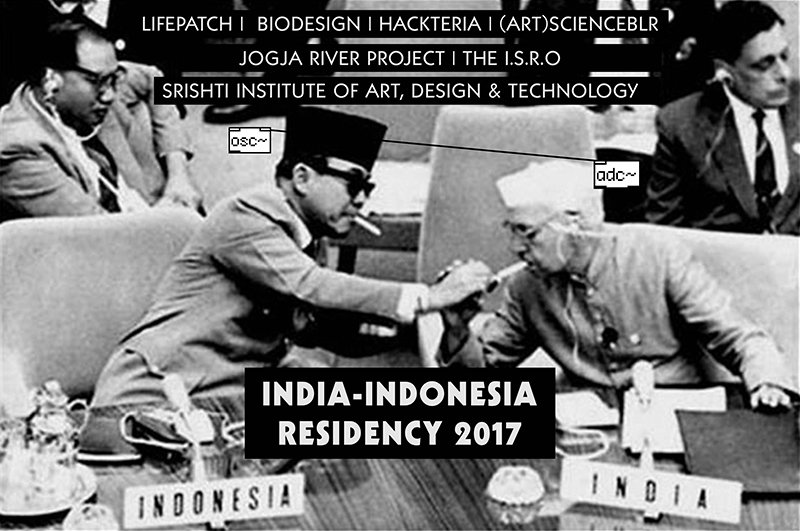 LIFEPATCH | BIODESIGN | HACKTERIA | (ART)SCIENCEBLR
JOGJA RIVER PROJECT | THE I.S.R.O
SRISHTI INSTITUTE OF ART, DESIGN & TECHNOLOGY
osc~
adc~
INDIA-INDONESIA
RESIDENCY 2017
INDONESIA
INDIA